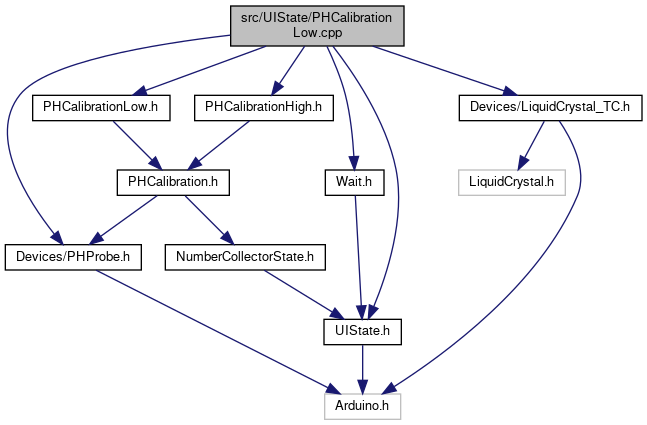 src/UIState/PHCalibration
Low.cpp
PHCalibrationLow.h
PHCalibrationHigh.h
Devices/LiquidCrystal_TC.h
PHCalibration.h
Wait.h
LiquidCrystal.h
Devices/PHProbe.h
NumberCollectorState.h
UIState.h
Arduino.h